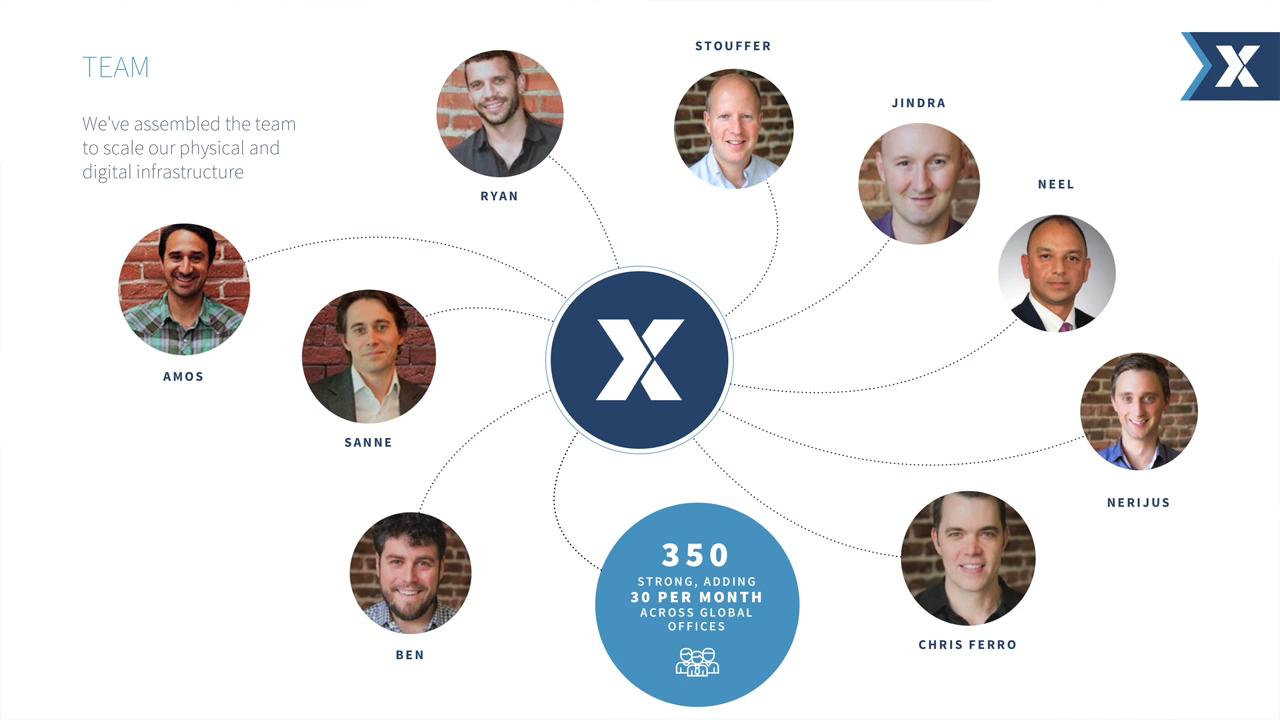 TEAM
We've assembled the team
to scale our physical and
digital infrastructure
RYAN
STOUFFER
JINDRA
NEEL
AMOS
SANNE
NERIJUS
BEN
CHRIS FERRO
350
STRONG, ADDING
30 PER MONTH
ACROSS GLOBAL
OFFICES
X
X